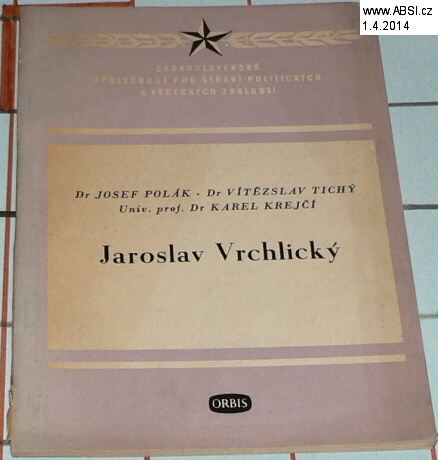 www.ABSI.cz
1.4.2014
ČESKOSLOVENSKÁ
SPOLEČNOST PRO ŠÍŘENÍ POLITICKÝCH
A VĚDECKÝCH ZNALOSTÍ
Dr JOSEF POLÁK - Dr VÍTĚZSLAV TICHÝ
Univ. prof. Dr KAREL KREJČÍ
Jaroslav Vrchlický
ORBIS